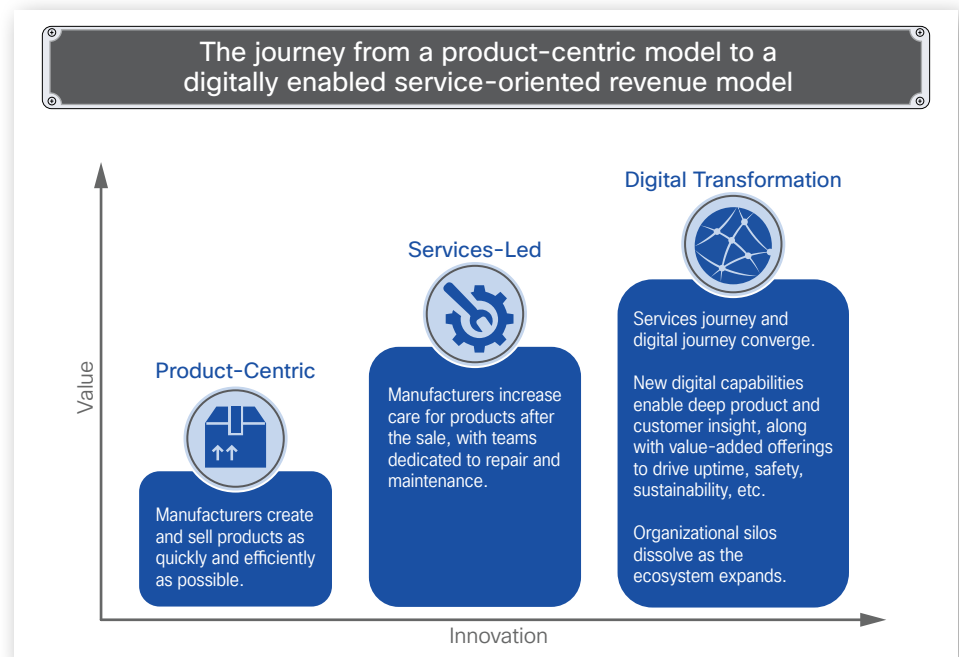 The journey from a product-centric model to a
digitally enabled service-oriented revenue model
Digital Transformation
Services-Led
Product-Centric
Value
Manufacturers create
and sell products as
quickly and efficiently
as possible.
Manufacturers increase
care for products after
the sale, with teams
dedicated to repair and
maintenance.
Services journey and
digital journey converge.
New digital capabilities
enable deep product and
customer insight, along
with value-added offerings
to drive uptime, safety,
sustainability, etc.
Organizational silos
dissolve as the
ecosystem expands.
Innovation